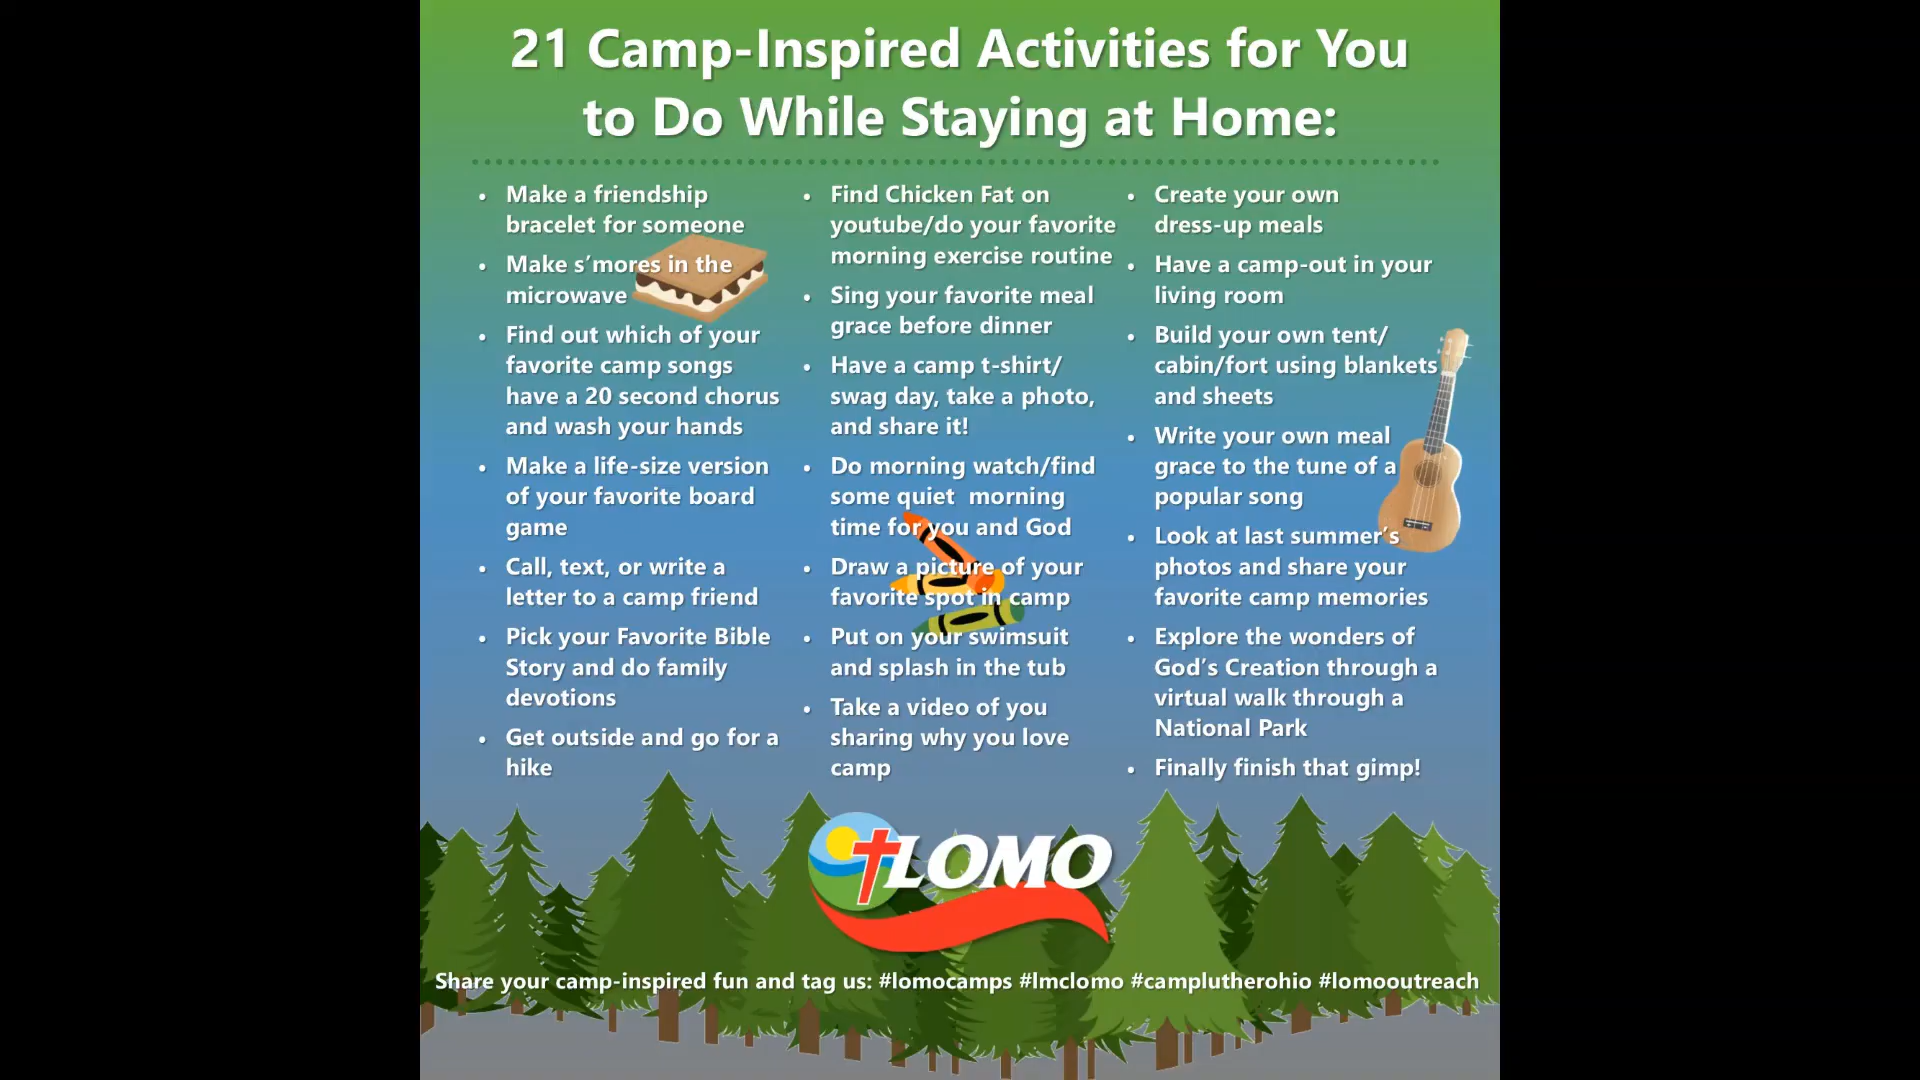 21 Camp-Inspired Activities for You
to Do While Staying at Home:
• Make a friendship
bracelet for someone
• Make s’mores in the
microwave
• Find out which of your
favorite camp songs
have a 20 second chorus
and wash your hands
• Make a life-size version
of your favorite board
game
• Call, text, or write a
letter to a camp friend
• Pick your Favorite Bible
Story and do family
devotions
• Get outside and go for a
hike
• Find Chicken Fat on
youtube/do your favorite
morning exercise routine
• Sing your favorite meal
grace before dinner
• Have a camp t-shirt/
swag day, take a photo,
and share it!
• Do morning watch/find
some quiet  morning
time for you and God
• Draw a picture of your
favorite spot in camp
• Put on your swimsuit
and splash in the tub
• Take a video of you
sharing why you love
camp
• Create your own
dress-up meals
• Have a camp-out in your
living room
• Build your own tent/
cabin/fort using blankets
and sheets
• Write your own meal
grace to the tune of a
popular song
• Look at last summer’s
photos and share your
favorite camp memories
• Explore the wonders of
God’s Creation through a
virtual walk through a
National Park
• Finally finish that gimp!
LOMO
Share your camp-inspired fun and tag us: #lomocamps #lmclomo #camplutherohio #lomooutreach